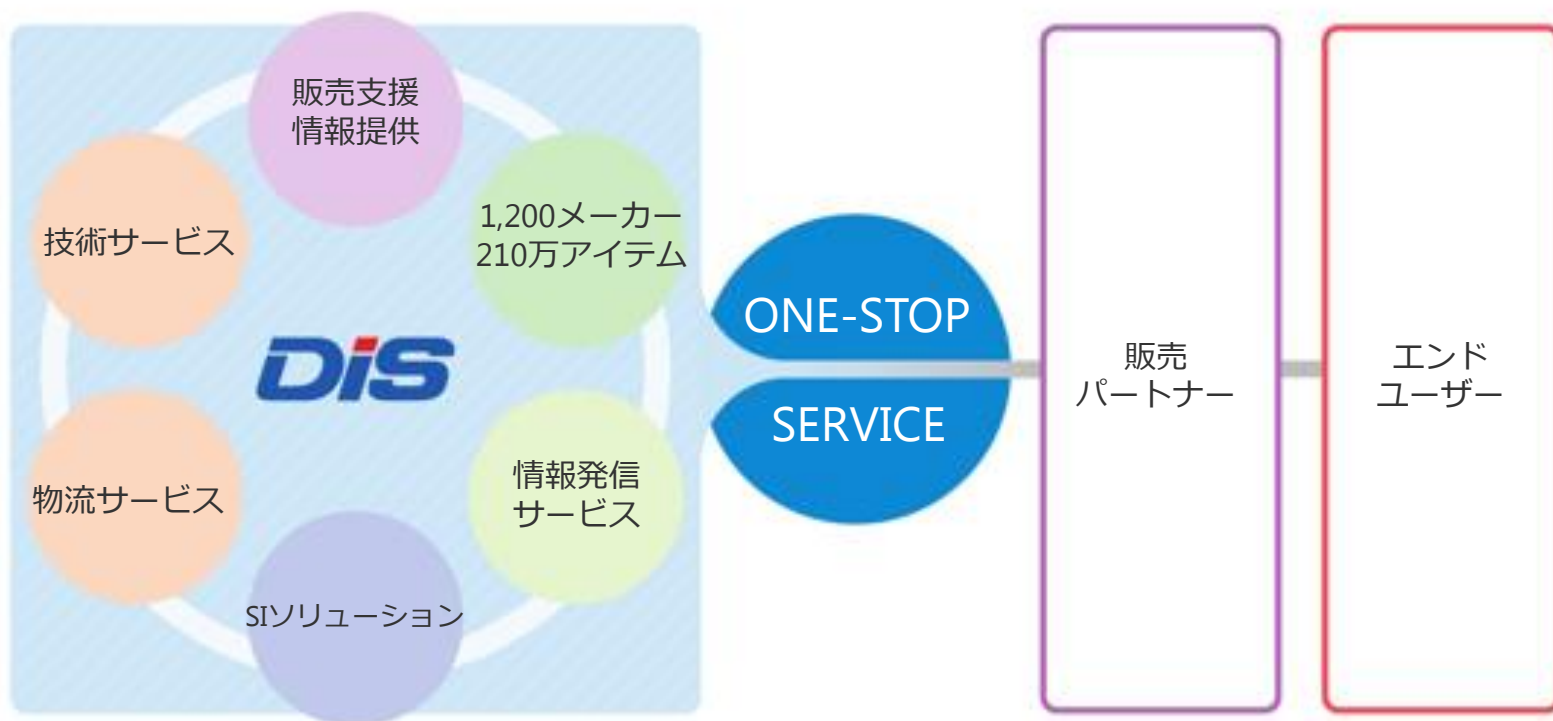 販売支援
情報提供
1,200メーカー
210万アイテム
技術サービス
DiS
物流サービス
情報発信
サービス
SIソリューション
ONE-STOP
SERVICE
販売
パートナー
エンド
ユーザー